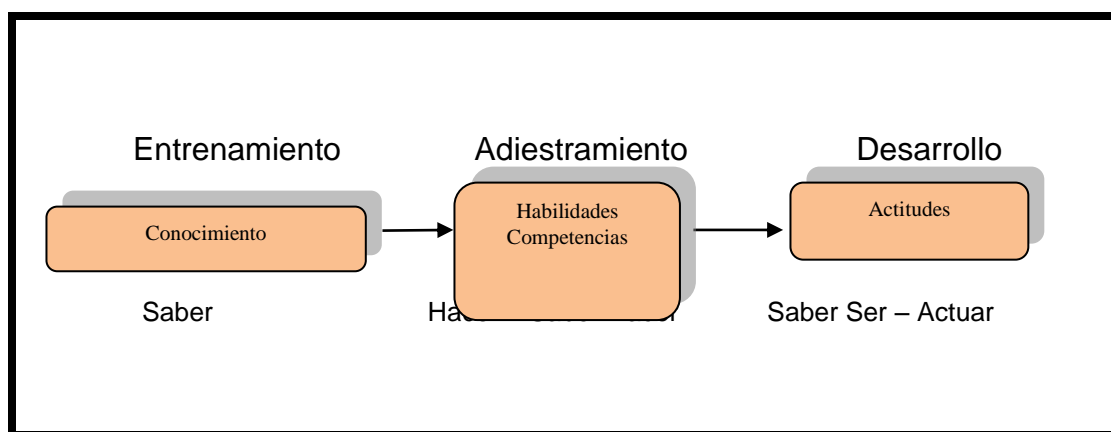 Entrenamiento Adiestramiento Desarrollo
Conocimiento
Habilidades
Competencias
Actitudes
Saber
Saber Ser – Actuar